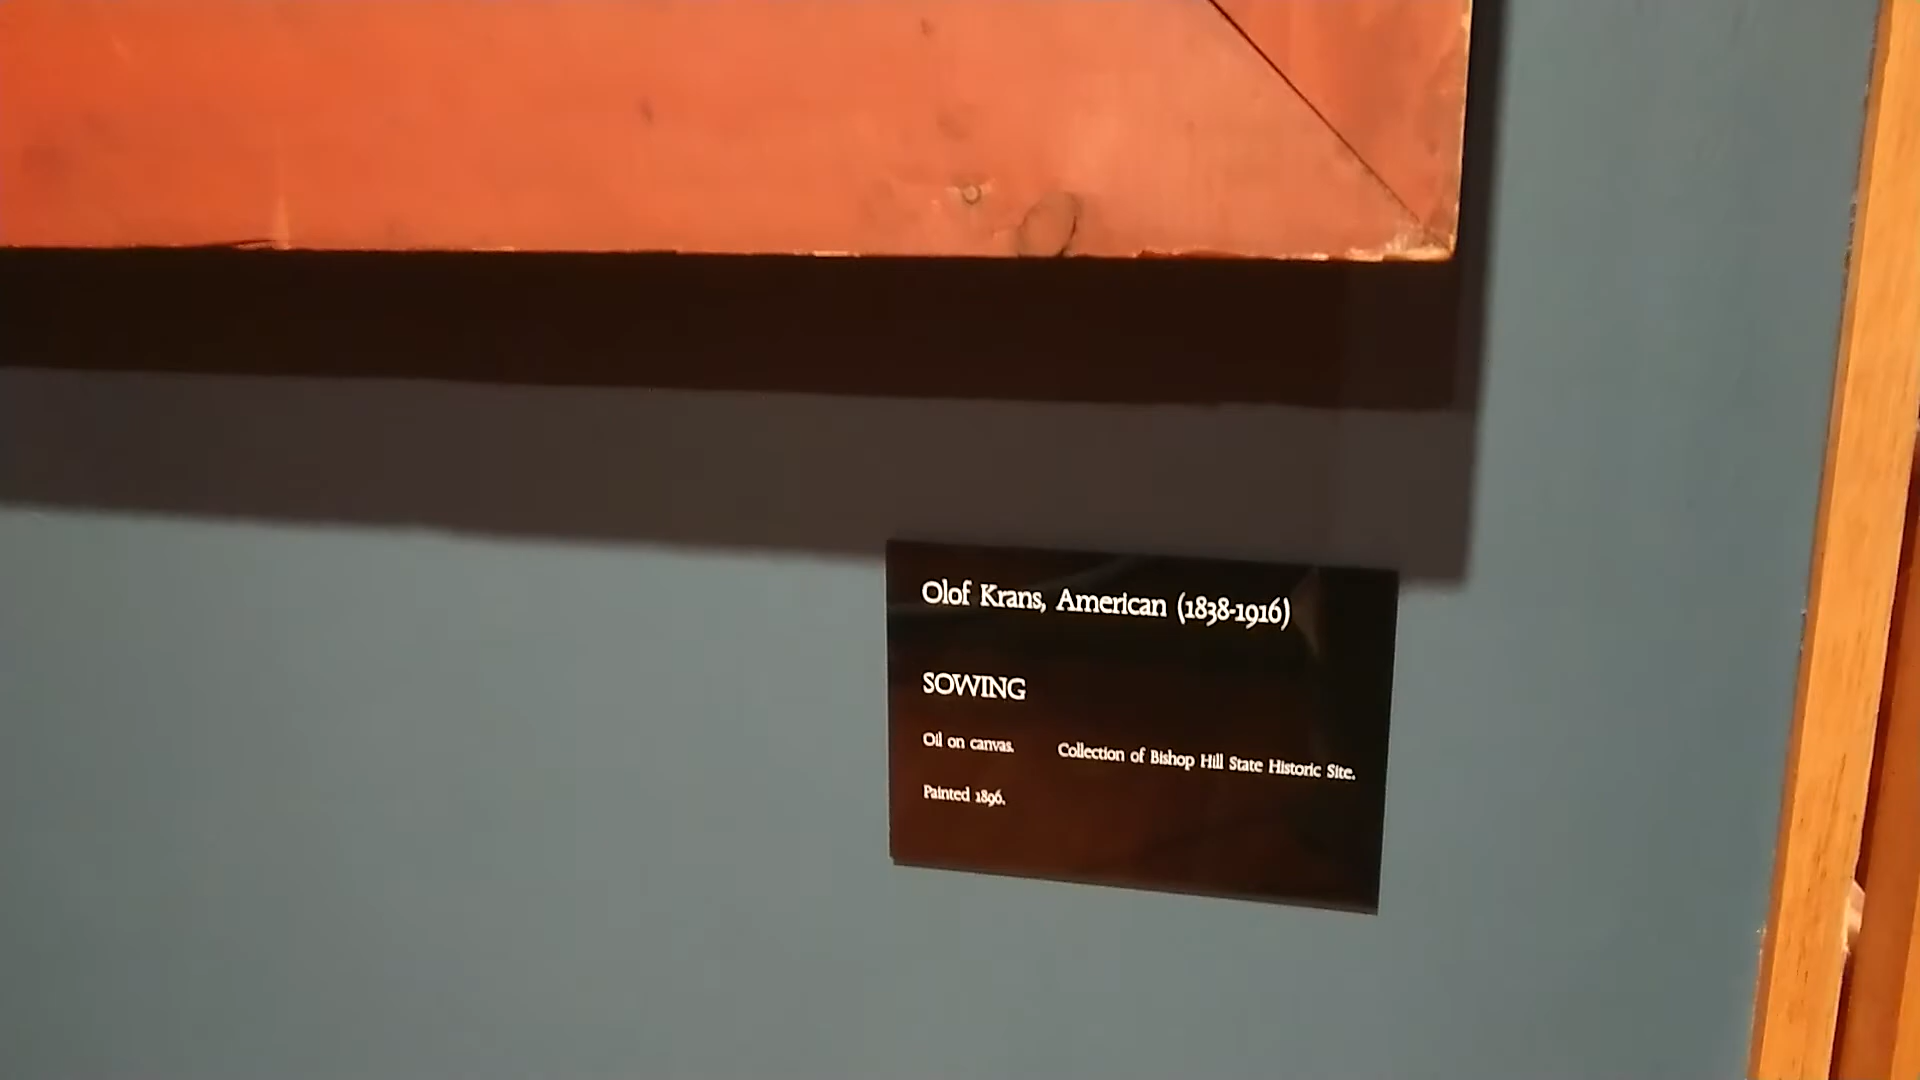 Olof Krans, American (1838-1916)
SOWING
Oil on canvas. Collection of Bishop Hill State Historic Site.
Painted 1896.